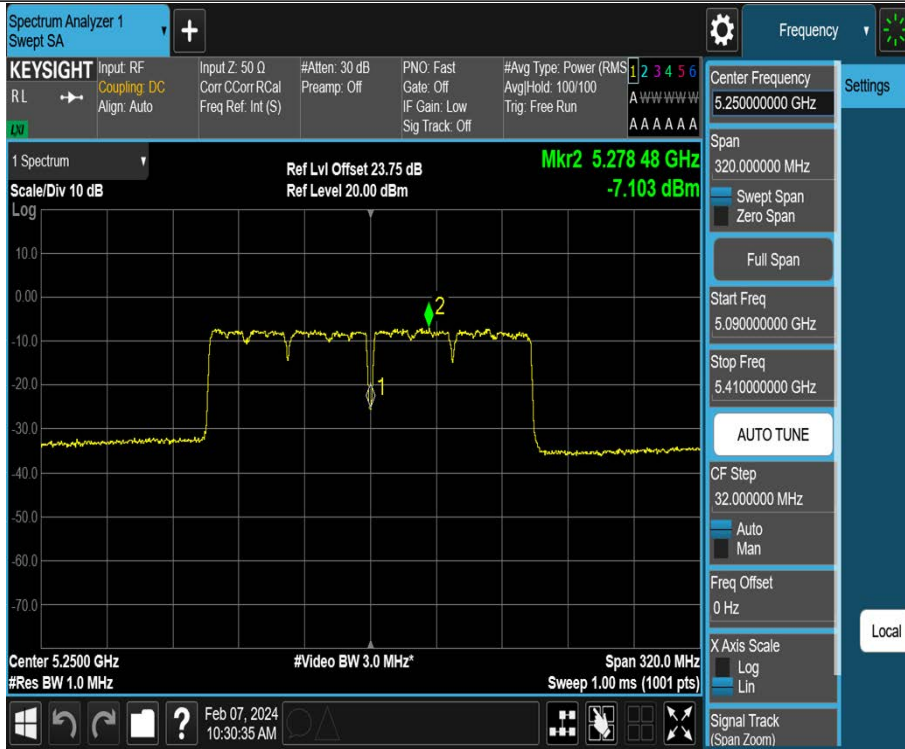 Spectrum Analyzer 1
Swept SA
+
Frequency
KEYSIGHT
R L
LXI
Input: RF
Coupling: DC
Align: Auto
Input Z: 50 Ω
Corr CCorr RCal
Freq Ref: Int (S)
#Atten: 30 dB
Preamp: Off
PNO: Fast
Gate: Off
IF Gain: Low
Sig Track: Off
#Avg Type: Power (RMS
Avg|Hold: 100/100
Trig: Free Run
1 2 3 4 5 6
A W W W W W
A A A A A A
Center Frequency
5.250000000 GHz
Settings
1 Spectrum
Scale/Div 10 dB
Log
Ref Lvl Offset 23.75 dB
Ref Level 20.00 dBm
Mkr2 5.278 48 GHz
-7.103 dBm
Span
320.000000 MHz
Swept Span
Zero Span
Full Span
Start Freq
5.090000000 GHz
Stop Freq
5.410000000 GHz
AUTO TUNE
CF Step
32.000000 MHz
Auto
Man
Freq Offset
0 Hz
X Axis Scale
Log
Lin
Signal Track
(Span Zoom)
Local
10.0
0.00
-10.0
-20.0
-30.0
-40.0
-50.0
-60.0
-70.0
2
1
Center 5.2500 GHz
#Res BW 1.0 MHz
#Video BW 3.0 MHz*
Span 320.0 MHz
Sweep 1.00 ms (1001 pts)
?
Feb 07, 2024
10:30:35 AM